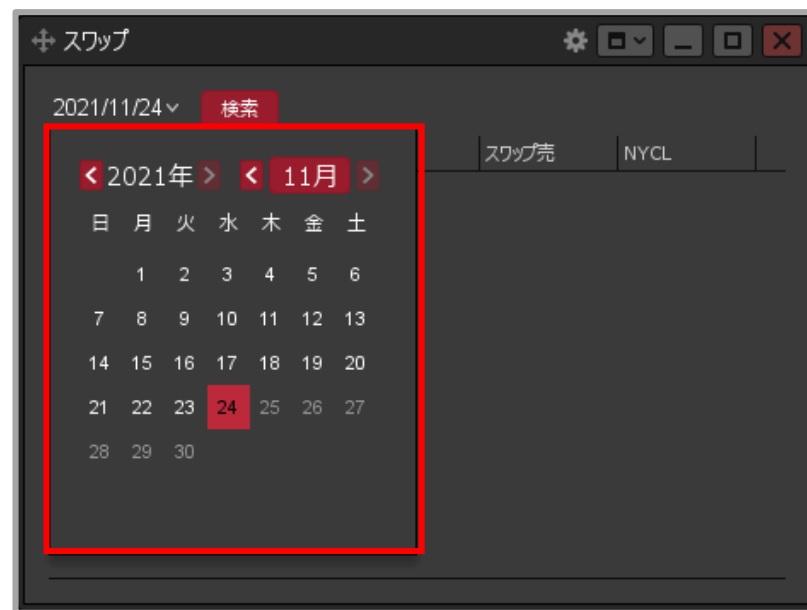 スワップ
2021/11/24 検索
スワップ売 NYCL
< 2021年 > < 11月 >
日 月 火 水 木 金 土
1 2 3 4 5 6
7 8 9 10 11 12 13
14 15 16 17 18 19 20
21 22 23 24 25 26 27
28 29 30